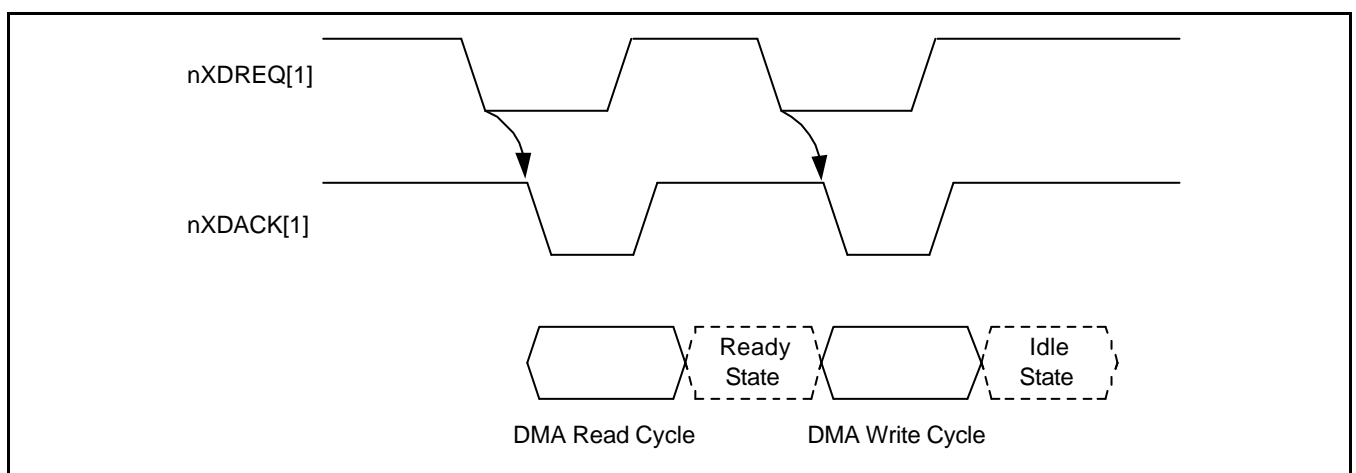 nXDREQ[1]
nXDACK[1]
Ready
State
Idle
State
DMA Read Cycle
DMA Write Cycle